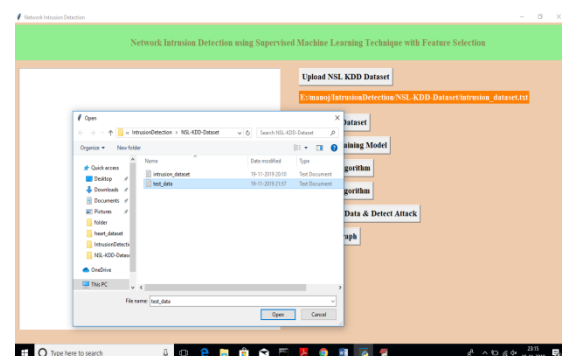 Network Intrusion Detection
Network Intrusion Detection using Supervised Machine Learning Technique with Feature Selection
Upload NSL KDD Dataset
E:/manoj/IntrusionDetection/NSL-KDD-Dataset/intrusion_dataset.txt
Dataset
aining Model
gorithm
gorithm
Data & Detect Attack
aph
Open
« IntrusionDetection > NSL-KDD-Dataset
Search NSL-KDD-Dataset
Organize
New folder
Name
Date modified
Type
Quick access
Desktop
Downloads
Documents
Pictures
folder
heart_dataset
IntrusionDetecti
NSL-KDD-Datas
OneDrive
This PC
intrusion_dataset
19-11-2019 20:10
Text Document
test_data
19-11-2019 21:57
Text Document
File name:
test_data
Open
Cancel
Type here to search
23:15